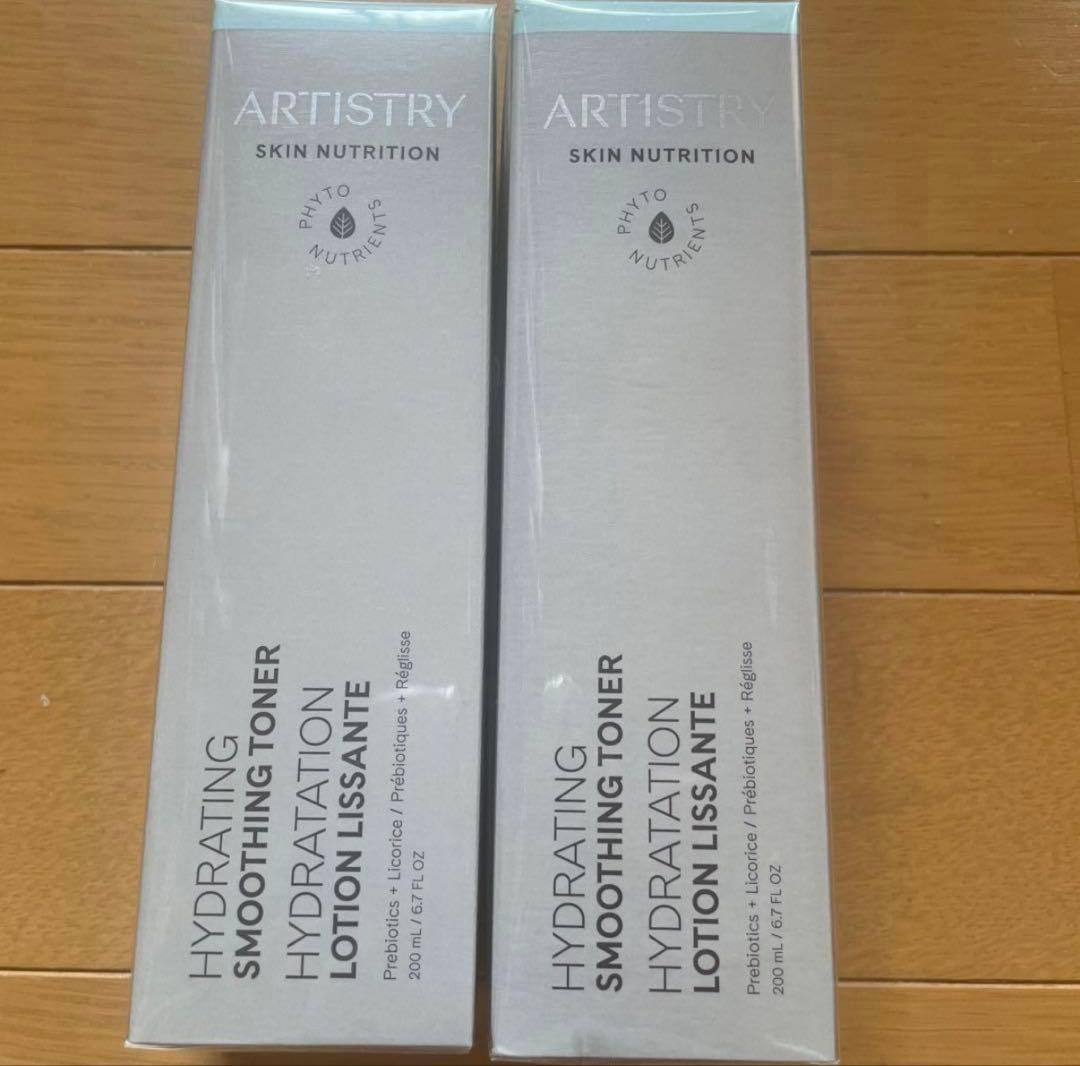 ARTISTRY
SKIN NUTRITION
PHYTO
NUTRIENTS
HYDRATING
SMOOTHING TONER
HYDRATATION
LOTION LISSANTE
Prebiotics + Licorice / Prébiotiques + Réglisse
200 mL / 6.7 FL OZ
ARTISTRY
SKIN NUTRITION
PHYTO
NUTRIENTS
HYDRATING
SMOOTHING TONER
HYDRATATION
LOTION LISSANTE
Prebiotics + Licorice / Prébiotiques + Réglisse
200 mL / 6.7 FL OZ